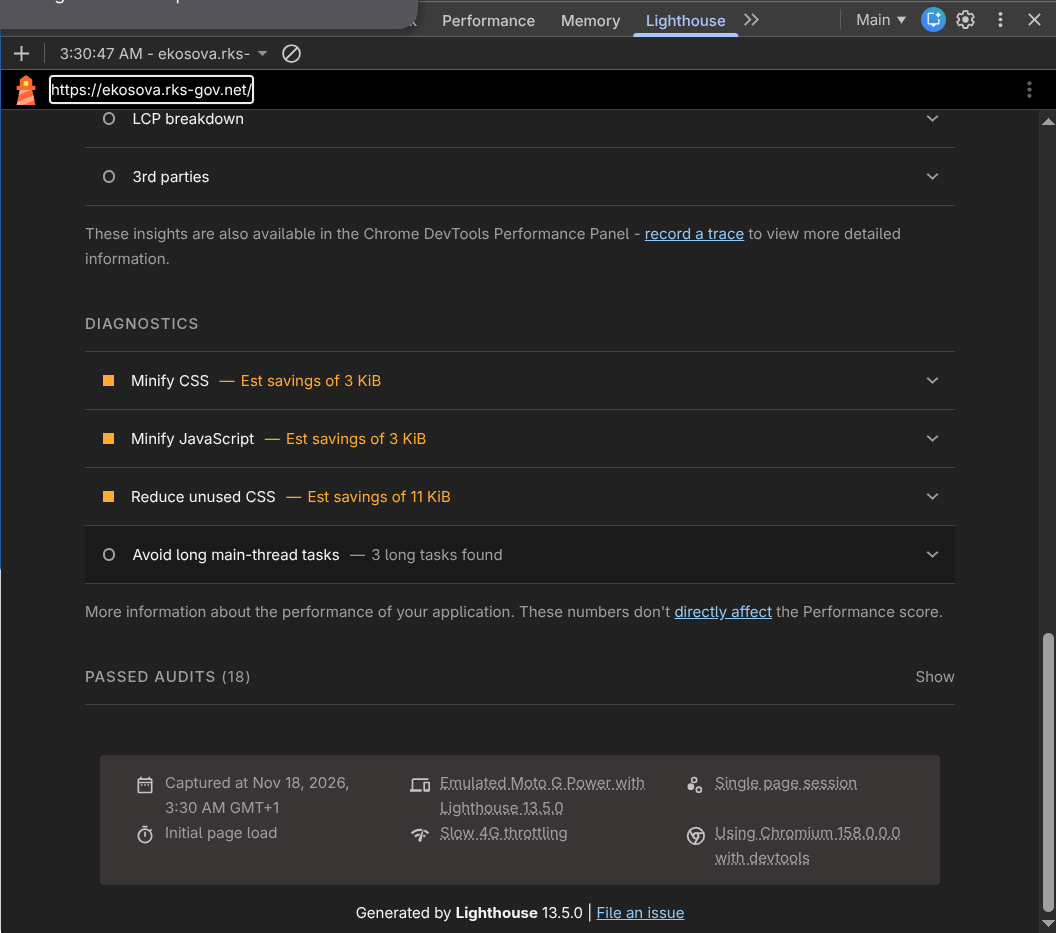 Performance Memory Lighthouse Main
3:30:47 AM - ekosova.rks-
https://ekosova.rks-gov.net/
LCP breakdown
3rd parties
These insights are also available in the Chrome DevTools Performance Panel - record a trace to view more detailed
information.
DIAGNOSTICS
Minify CSS — Est savings of 3 KiB
Minify JavaScript — Est savings of 3 KiB
Reduce unused CSS — Est savings of 11 KiB
Avoid long main-thread tasks — 3 long tasks found
More information about the performance of your application. These numbers don't directly affect the Performance score.
PASSED AUDITS (18) Show
Captured at Nov 18, 2026,
3:30 AM GMT+1
Initial page load
Emulated Moto G Power with
Lighthouse 13.5.0
Slow 4G throttling
Single page session
Using Chromium 158.0.0.0
with devtools
Generated by Lighthouse 13.5.0 | File an issue